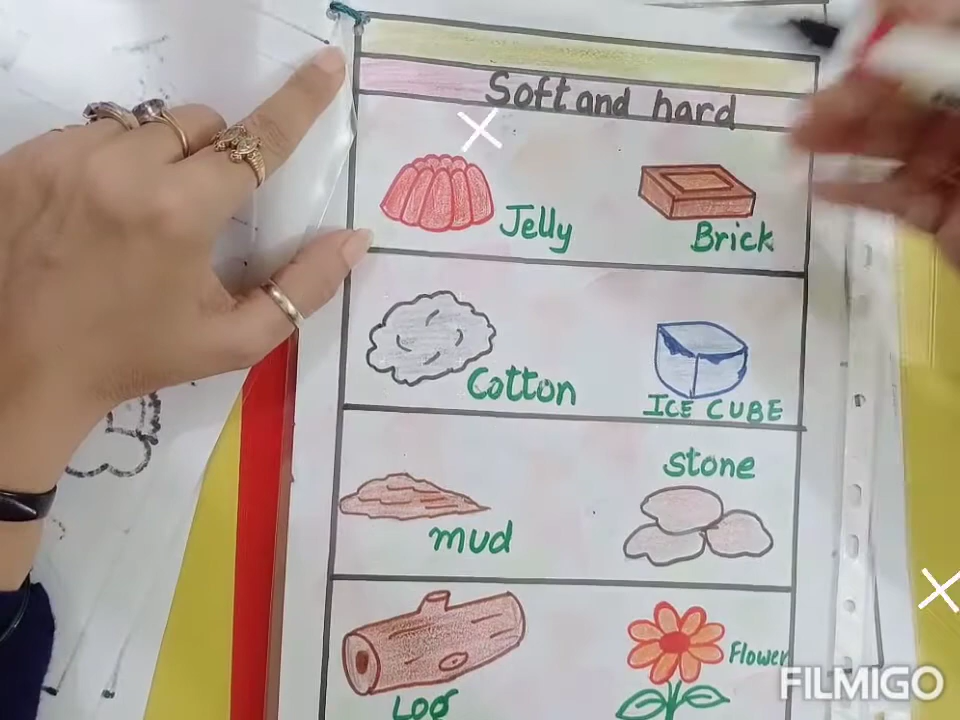 Soft and hard
Jelly
Brick
Cotton
ICE CUBE
stone
mud
Flower
Log
FILMIGO